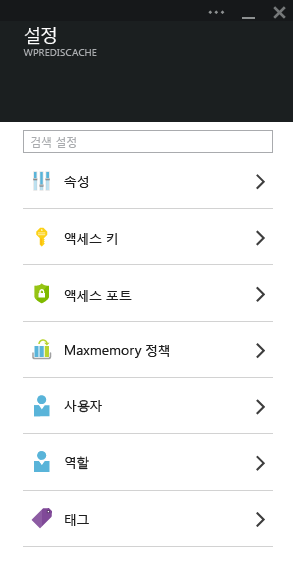 설정
WPREDISCACHE
검색 설정
속성
액세스 키
액세스 포트
Maxmemory 정책
사용자
역할
태그